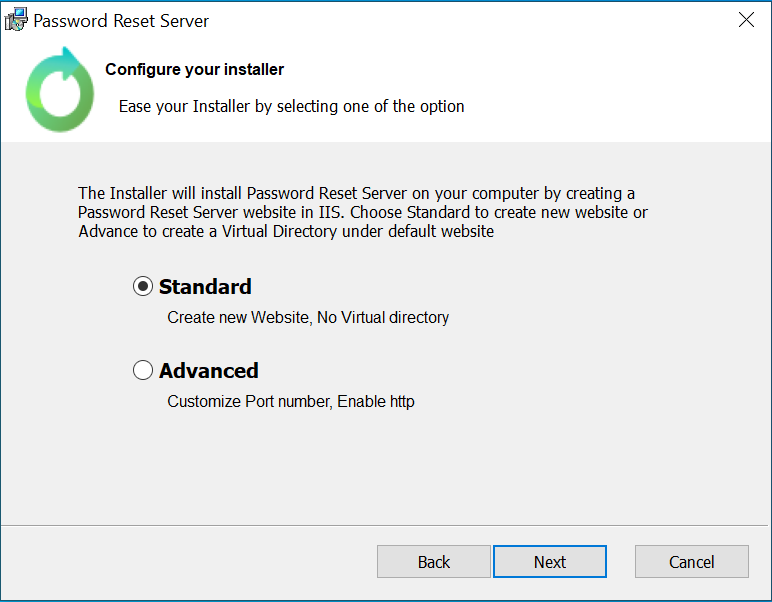 Password Reset Server
Configure your installer
Ease your Installer by selecting one of the option
The Installer will install Password Reset Server on your computer by creating a
Password Reset Server website in IIS. Choose Standard to create new website or
Advance to create a Virtual Directory under default website
Standard
Create new Website, No Virtual directory
Advanced
Customize Port number, Enable http
Back
Next
Cancel